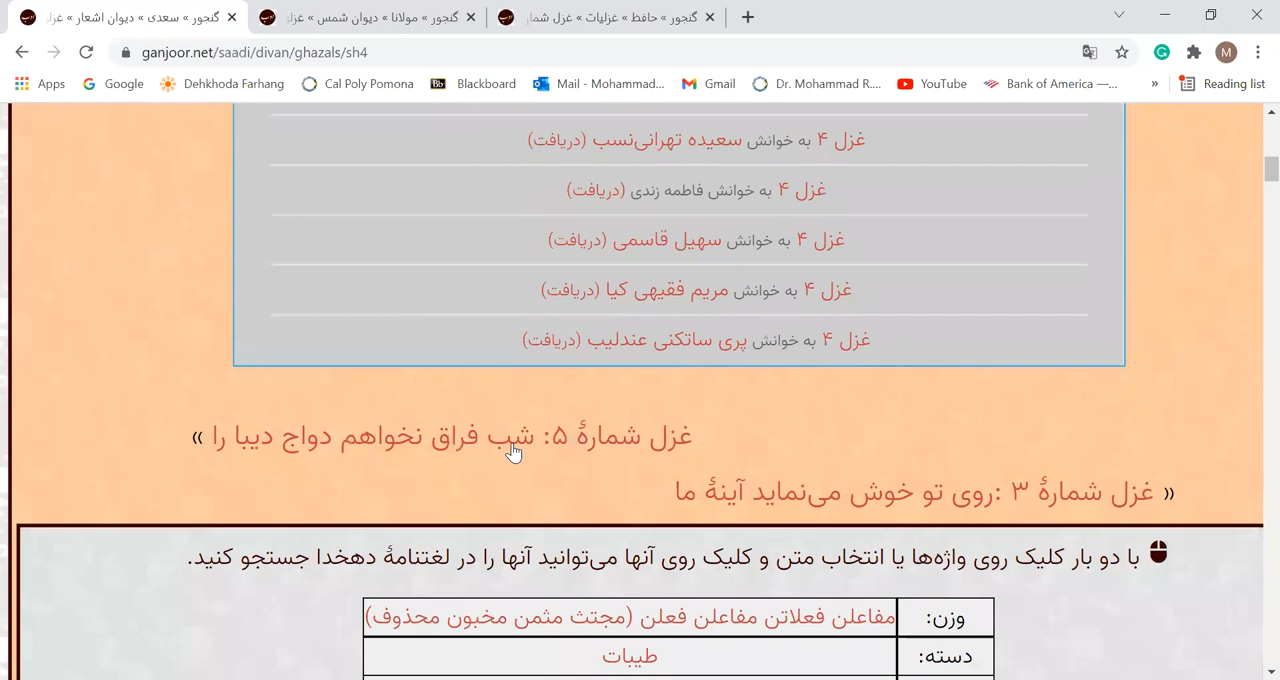 گنجور » سعدی » دیوان اشعار » غزلی
گنجور » مولانا » دیوان شمس » غزلی
گنجور » حافظ » غزلیات » غزل شمار
ganjoor.net/saadi/divan/ghazals/sh4
M
Apps
Google
Dehkhoda Farhang
Cal Poly Pomona
Bb Blackboard
Mail - Mohammad...
Gmail
Dr. Mohammad R....
YouTube
Bank of America —...
»
Reading list
غزل ۴ به خوانش سعیده تهرانی‌نسب (دریافت)
غزل ۴ به خوانش فاطمه زندی (دریافت)
غزل ۴ به خوانش سهیل قاسمی (دریافت)
غزل ۴ به خوانش مریم فقیهی کیا (دریافت)
غزل ۴ به خوانش پری ساتکنی عندلیب (دریافت)
غزل شمارهٔ ۵: شب فراق نخواهم دواج دیبا را »
« غزل شمارهٔ ۳ :روی تو خوش می‌نماید آینهٔ ما
با دو بار کلیک روی واژه‌ها یا انتخاب متن و کلیک روی آنها می‌توانید آنها را در لغتنامهٔ دهخدا جستجو کنید.
وزن: مفاعلن فعلاتن مفاعلن فعلن (مجتث مثمن مخبون محذوف)
دسته: طیبات